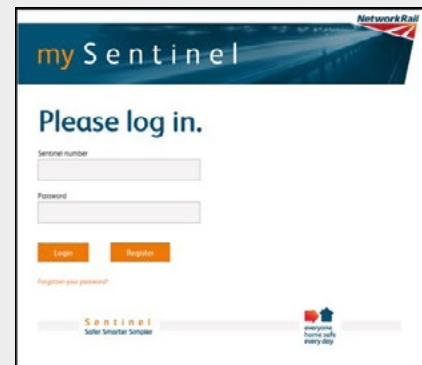 NetworkRail
my Sentinel
Please log in.
Sentinel number
Password
Login
Register
Forgotten your password?
Sentinel
Safer Smarter Simpler
everyone
home safe
every day